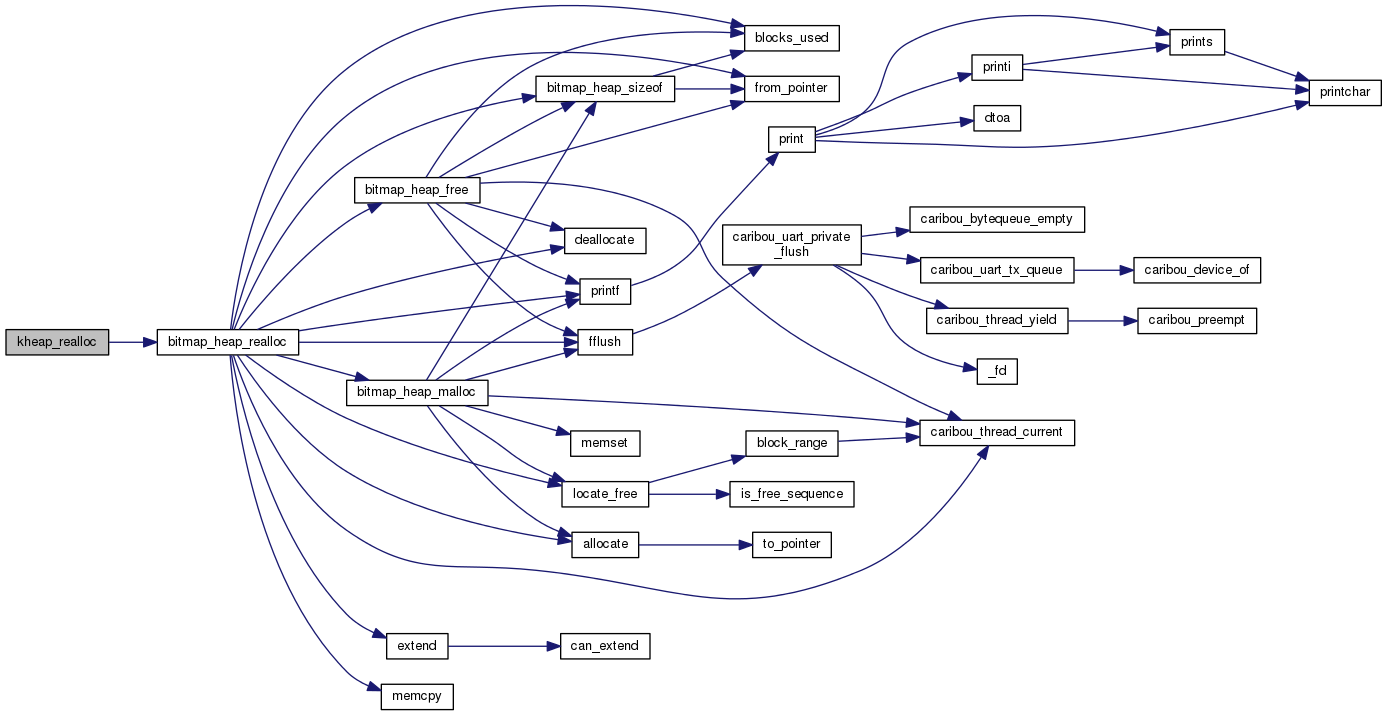 blocks_used
prints
printi
bitmap_heap_sizeof
from_pointer
printchar
dtoa
print
bitmap_heap_free
caribou_bytequeue_empty
deallocate
caribou_uart_private
_flush
caribou_uart_tx_queue
caribou_device_of
printf
caribou_thread_yield
caribou_preempt
kheap_realloc
bitmap_heap_realloc
fflush
_fd
bitmap_heap_malloc
caribou_thread_current
memset
block_range
locate_free
is_free_sequence
allocate
to_pointer
extend
can_extend
memcpy